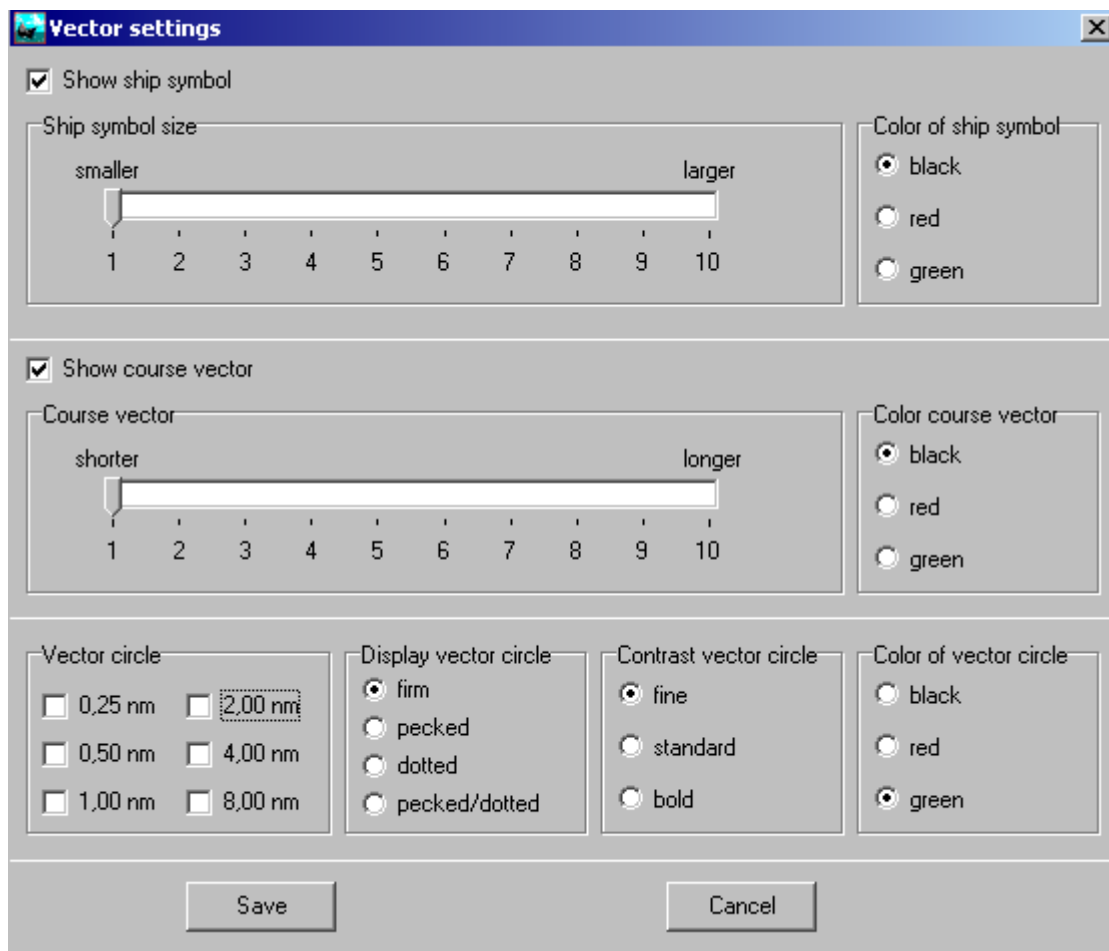 Vector settings
Show ship symbol
Ship symbol size
smaller larger
1 2 3 4 5 6 7 8 9 10
Color of ship symbol
black
red
green
Show course vector
Course vector
shorter longer
1 2 3 4 5 6 7 8 9 10
Color course vector
black
red
green
Vector circle
0,25 nm 2,00 nm
0,50 nm 4,00 nm
1,00 nm 8,00 nm
Display vector circle
firm
pecked
dotted
pecked/dotted
Contrast vector circle
fine
standard
bold
Color of vector circle
black
red
green
Save Cancel